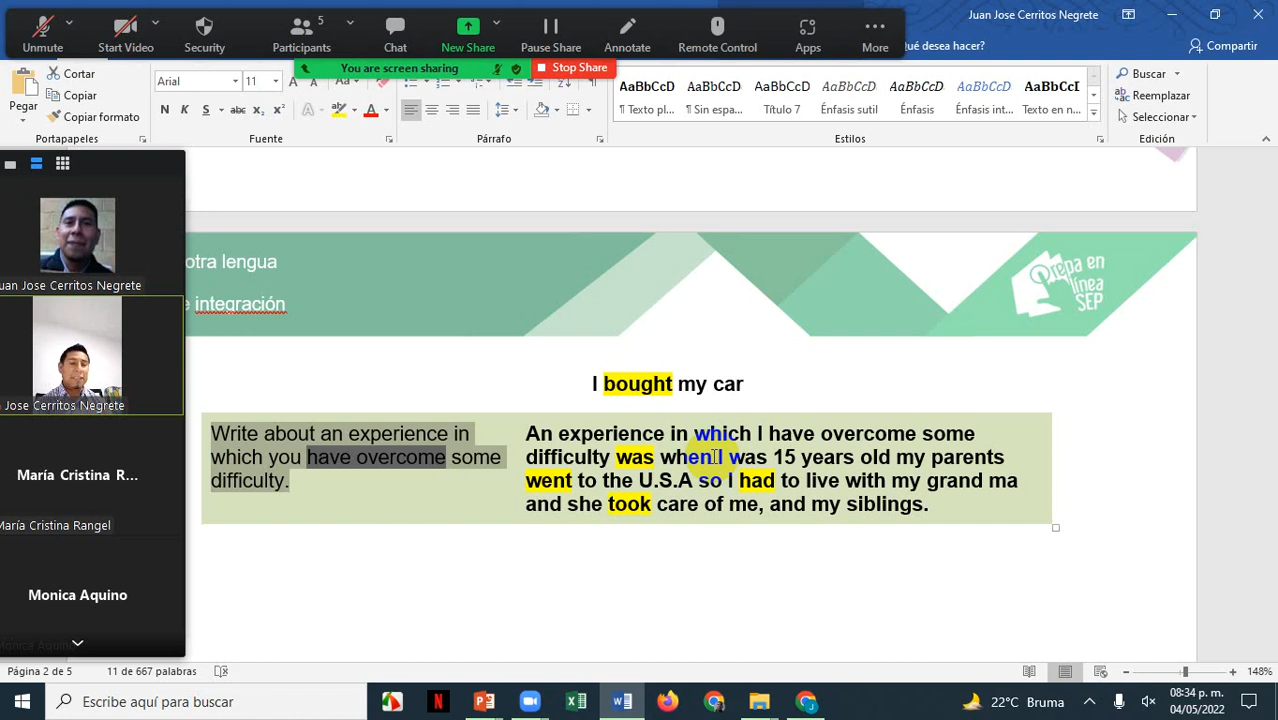 Juan Jose Cerritos Negrete
Unmute
Start Video
Security
5
Participants
Chat
New Share
Pause Share
Annotate
Remote Control
Apps
More
You are screen sharing
Stop Share
Qué desea hacer?
Compartir
Pegar
Cortar
Copiar
Copiar formato
Portapapeles
Arial
11
Aa
N K S abc x₂ x²
Fuente
Párrafo
AaBbCcD
¶ Texto pl...
AaBbCcD
¶ Sin espa...
AaBbCcD
Título 7
AaBbCcD
Énfasis
AaBbCcD
Énfasis
AaBbCcD
Énfasis int...
AaBbCcI
Texto en n...
Estilos
Buscar
Reemplazar
Seleccionar
Edición
uan Jose Cerritos Negrete
Jose Cerritos Negrete
María Cristina R...
María Cristina Rangel
Monica Aquino
Monica Aquino
otra lengua
e integración
Prepa en
línea
SEP
I bought my car
Write about an experience in
which you have overcome some
difficulty.
An experience in which I have overcome some
difficulty was when I was 15 years old my parents
went to the U.S.A so I had to live with my grand ma
and she took care of me, and my siblings.
Página 2 de 5
11 de 667 palabras
148%
Escribe aquí para buscar
22°C Bruma
08:34 p. m.
04/05/2022